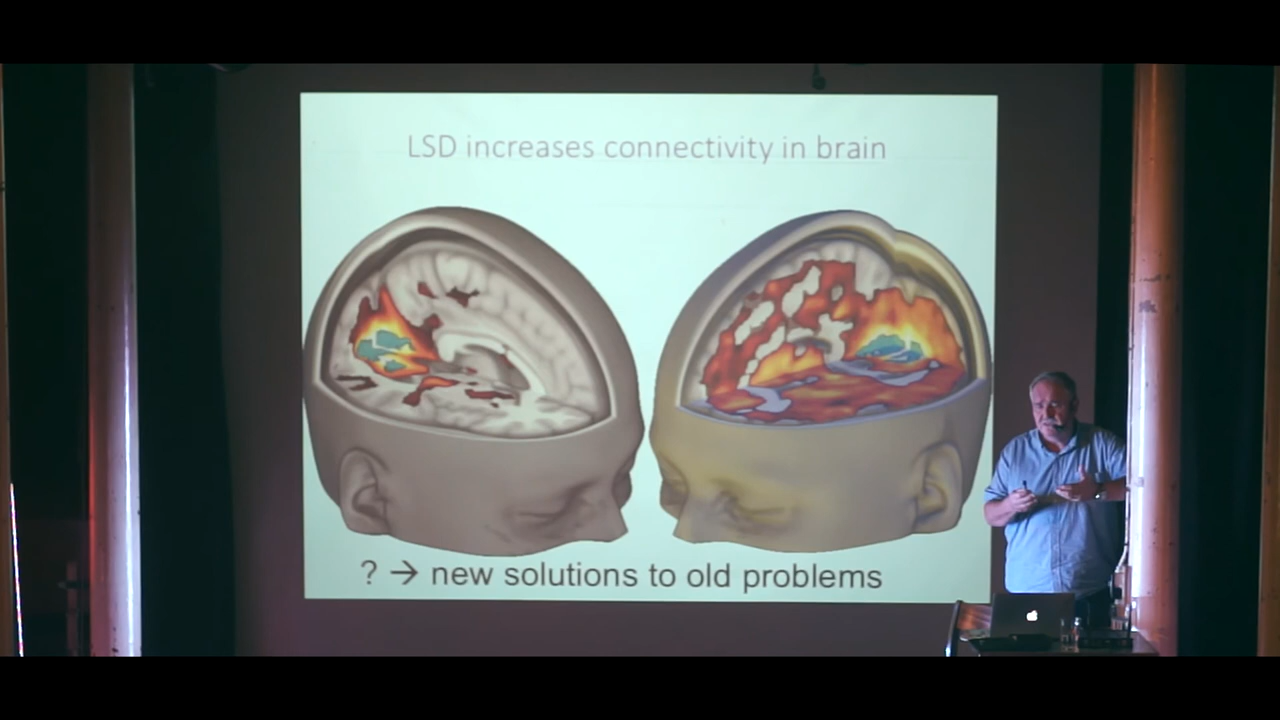 LSD increases connectivity in brain
? → new solutions to old problems